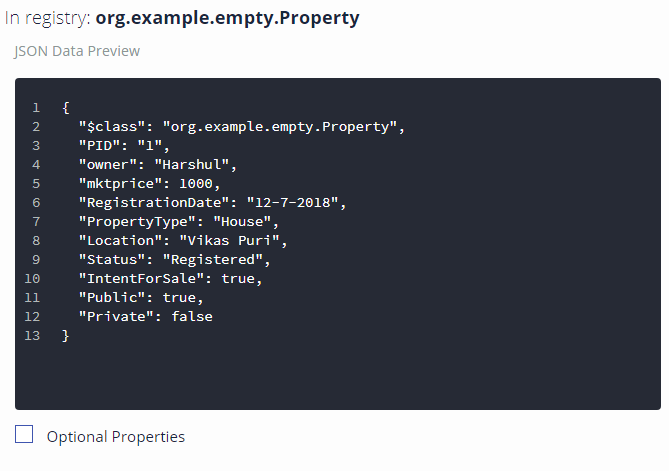 In registry: org.example.empty.Property
JSON Data Preview
1 {
2 "$class": "org.example.empty.Property",
3 "PID": "1",
4 "owner": "Harshul",
5 "mktprice": 1000,
6 "RegistrationDate": "12-7-2018",
7 "PropertyType": "House",
8 "Location": "Vikas Puri",
9 "Status": "Registered",
10 "IntentForSale": true,
11 "Public": true,
12 "Private": false
13 }
Optional Properties